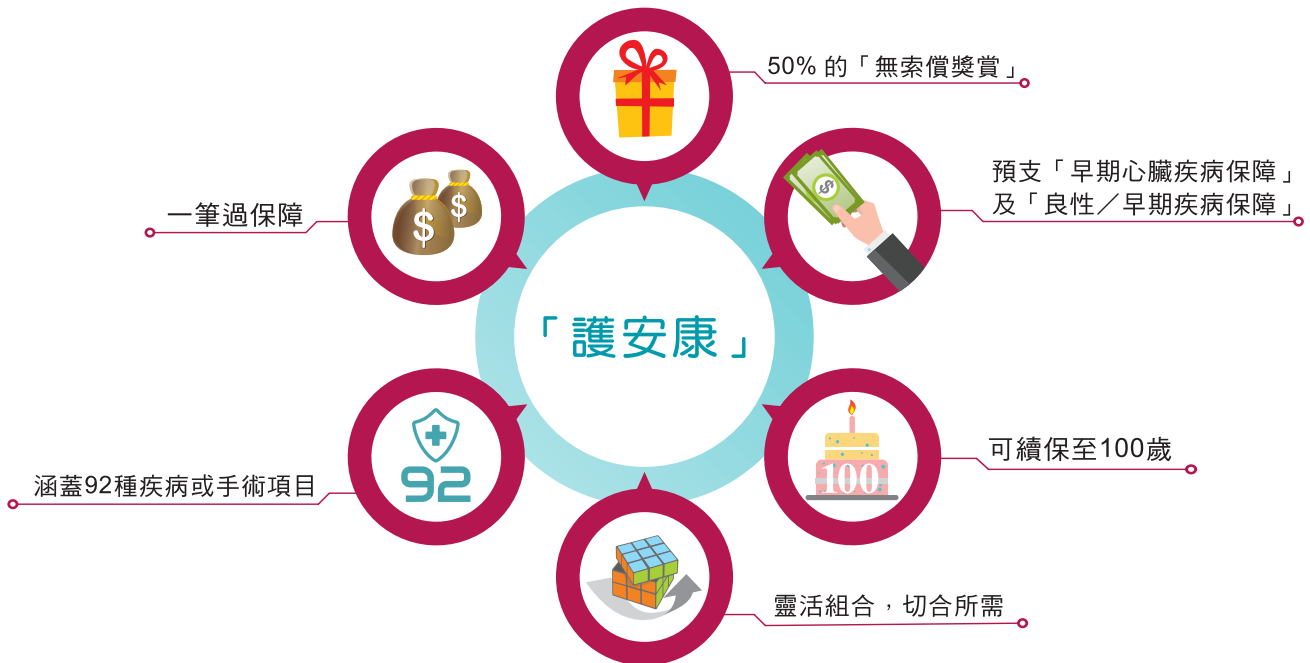 50% 的「無索償獎賞」
預支「早期心臟疾病保障」
及「良性／早期疾病保障」
一筆過保障
$
$
$
「護安康」
92
涵蓋92種疾病或手術項目
100
可續保至100歲
靈活組合，切合所需